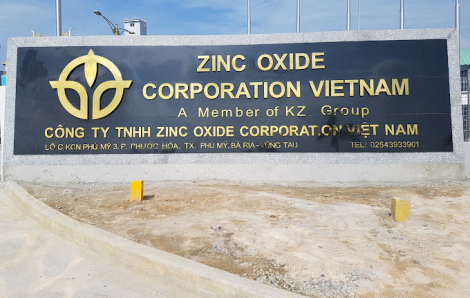 ZINC OXIDE
CORPORATION VIETNAM
A Member of KZ Group
CÔNG TY TNHH ZINC OXIDE CORPORATION VIỆT NAM
LÔ C KCN PHÚ MỸ 3, P. PHƯỚC HÒA, TX. PHÚ MỸ, BÀ RỊA - VŨNG TÀU TEL: 02543933901